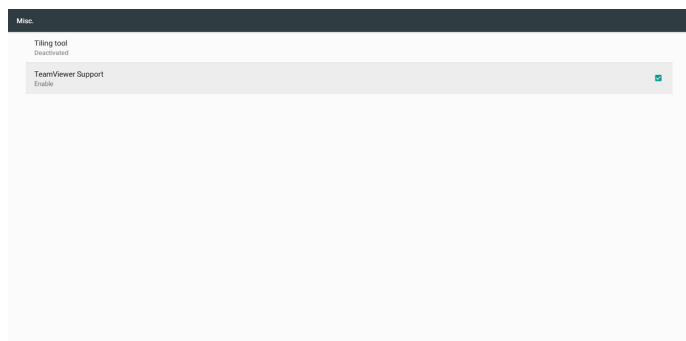 Misc.
Tiling tool
Deactivated
TeamViewer Support
Enable